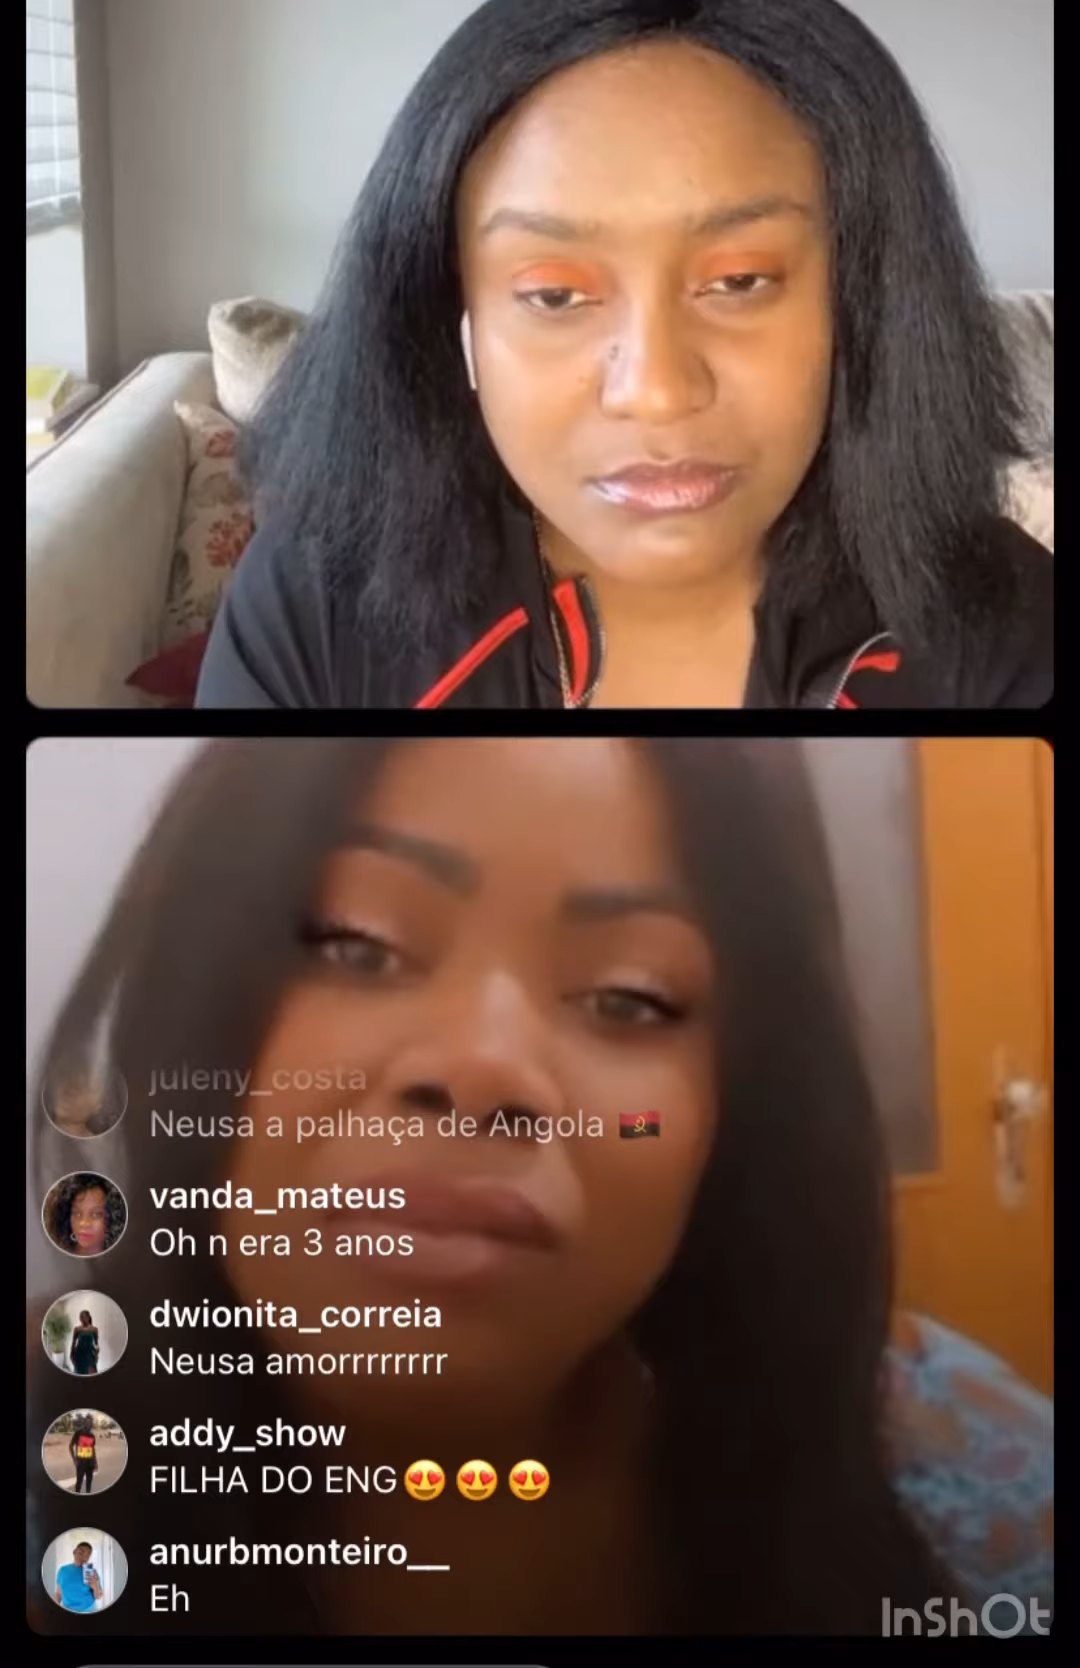 juleny_costa
Neusa a palhaça de Angola 🇦🇴
vanda_mateus
Oh n era 3 anos
dwionita_correia
Neusa amorrrrrrrr
addy_show
FILHA DO ENG😍😍😍
anurbmonteiro__
Eh
InShOt